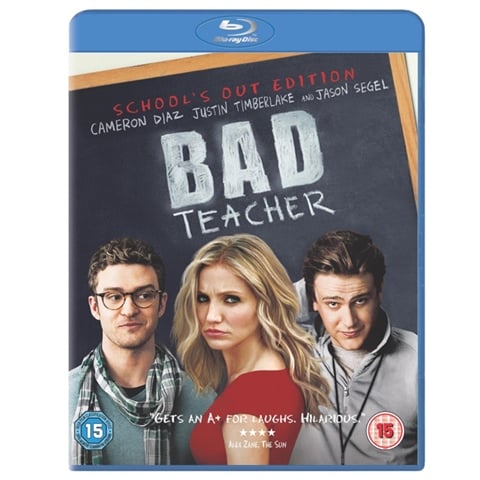 Blu-ray Disc
SCHOOL'S OUT EDITION
CAMERON DIAZ JUSTIN TIMBERLAKE AND JASON SEGEL
BAD
TEACHER
"GETS AN A+ FOR LAUGHS. HILARIOUS."
★★★★
ALEX ZANE, THE SUN
15
15